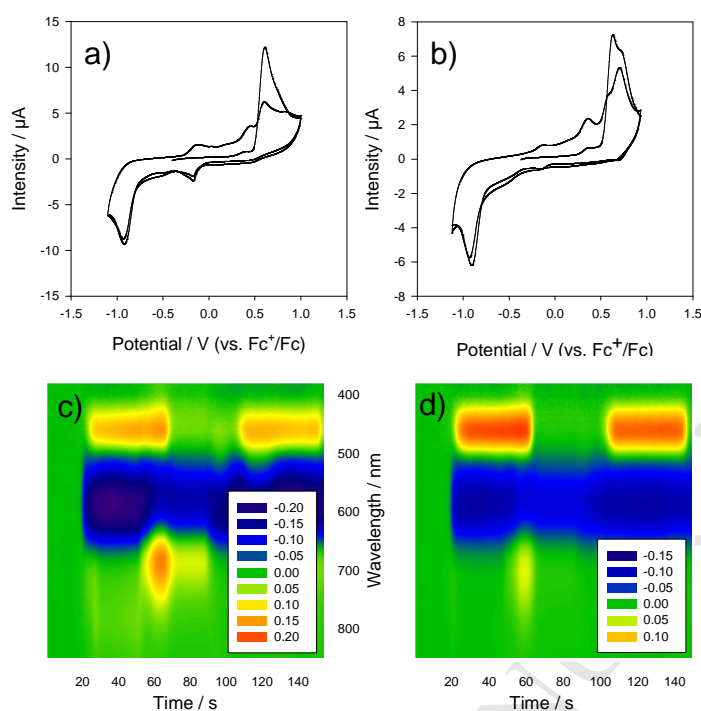 a)
Intensity / µA
15
10
5
0
-5
-10
-15
-1.5 -1.0 -0.5 0.0 0.5 1.0 1.5
Potential / V (vs. Fc⁺/Fc)
b)
Intensity / µA
8
6
4
2
0
-2
-4
-6
-8
-1.5 -1.0 -0.5 0.0 0.5 1.0 1.5
Potential / V (vs. Fc+/Fc)
c)
-0.20
-0.15
-0.10
-0.05
0.00
0.05
0.10
0.15
0.20
20 40 60 80 100 120 140
Time / s
400
500
600
700
800
Wavelength / nm
d)
-0.15
-0.10
-0.05
0.00
0.05
0.10
20 40 60 80 100 120 140
Time / s